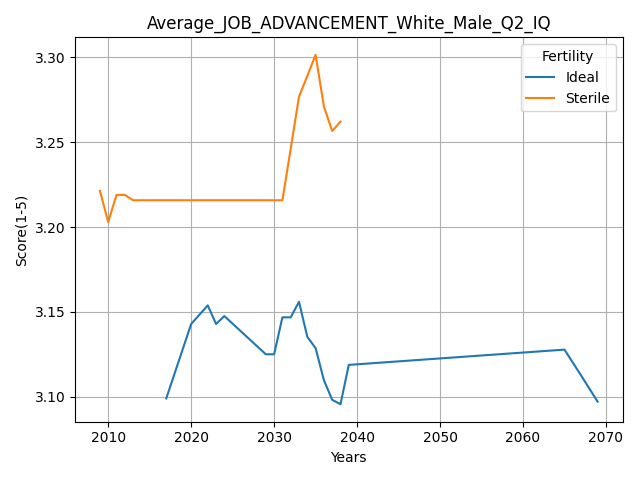 Average_JOB_ADVANCEMENT_White_Male_Q2_IQ
Fertility
Ideal
Sterile
3.30
3.25
3.20
3.15
3.10
Score(1-5)
2010 2020 2030 2040 2050 2060 2070
Years